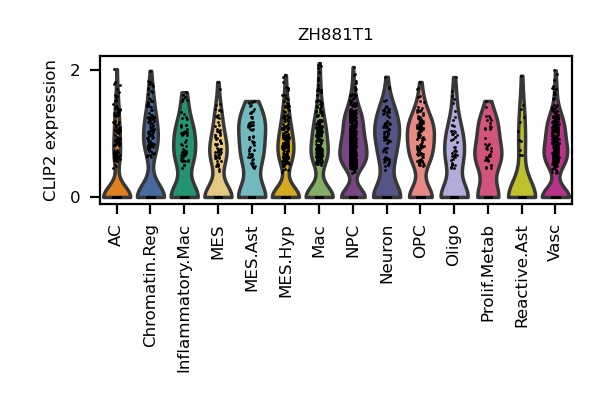 ZH881T1
CLIP2 expression
2
0
AC
Chromatin.Reg
Inflammatory.Mac
MES
MES.Ast
MES.Hyp
Mac
NPC
Neuron
OPC
Oligo
Prolif.Metab
Reactive.Ast
Vasc